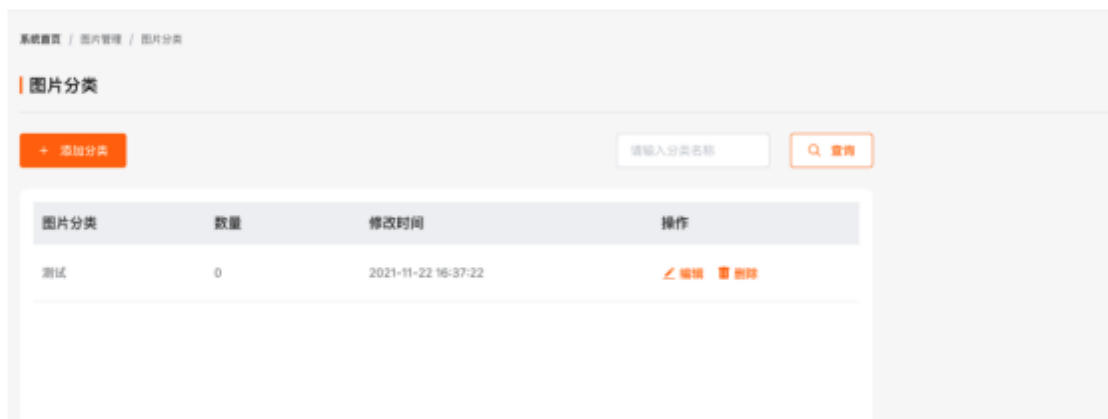 系统首页 / 图片管理 / 图片分类
图片分类
+ 添加分类 请输入分类名称 查询
图片分类 数量 修改时间 操作
测试 0 2021-11-22 16:37:22 编辑 删除